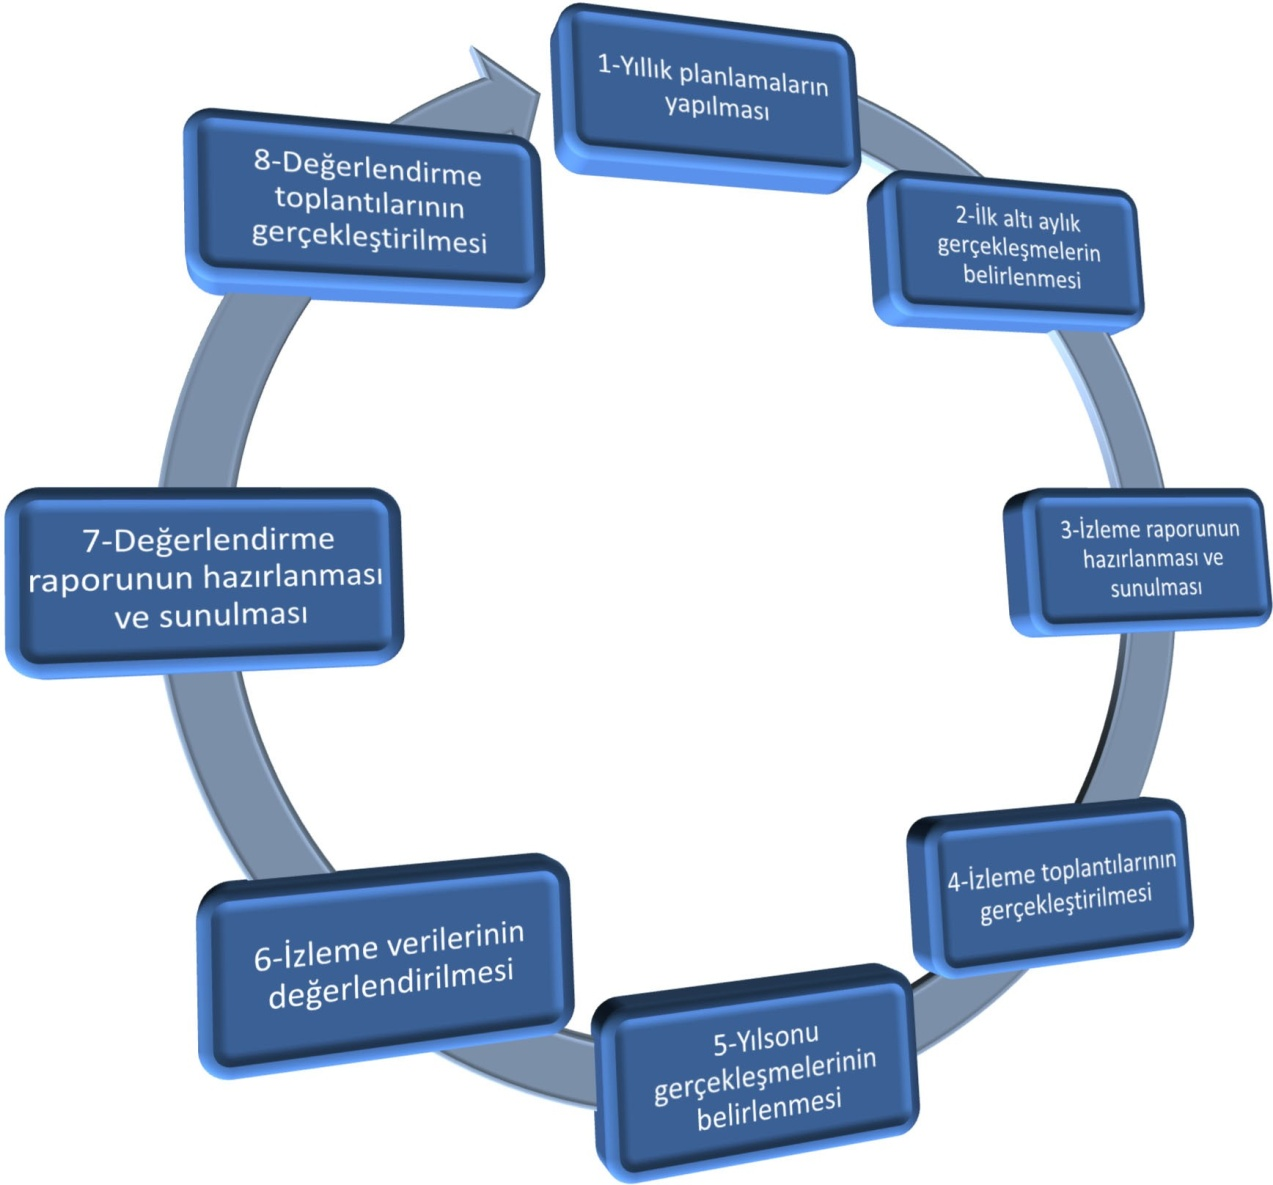 1-Yıllık planlamaların
yapılması
2-İlk altı aylık
gerçekleşmelerin
belirlenmesi
3-İzleme raporunun
hazırlanması ve
sunulması
4-İzleme toplantılarının
gerçekleştirilmesi
5-Yılsonu
gerçekleşmelerinin
belirlenmesi
6-İzleme verilerinin
değerlendirilmesi
7-Değerlendirme
raporunun hazırlanması
ve sunulması
8-Değerlendirme
toplantılarının
gerçekleştirilmesi